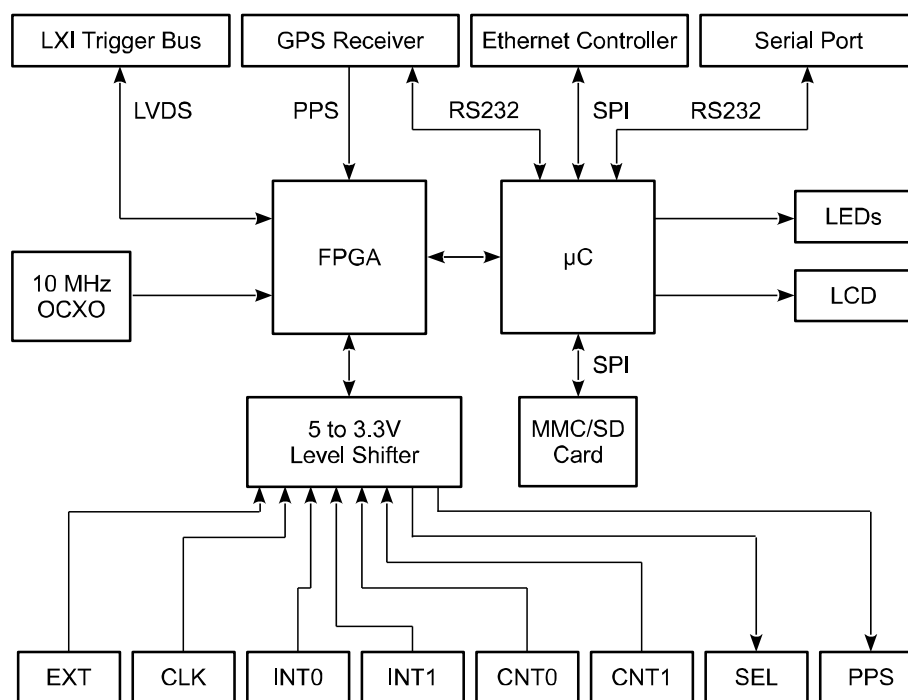 LXI Trigger Bus
GPS Receiver
Ethernet Controller
Serial Port
LVDS
PPS
RS232
SPI
RS232
FPGA
µC
LEDs
10 MHz
OCXO
LCD
SPI
5 to 3.3V
Level Shifter
MMC/SD
Card
EXT
CLK
INT0
INT1
CNT0
CNT1
SEL
PPS